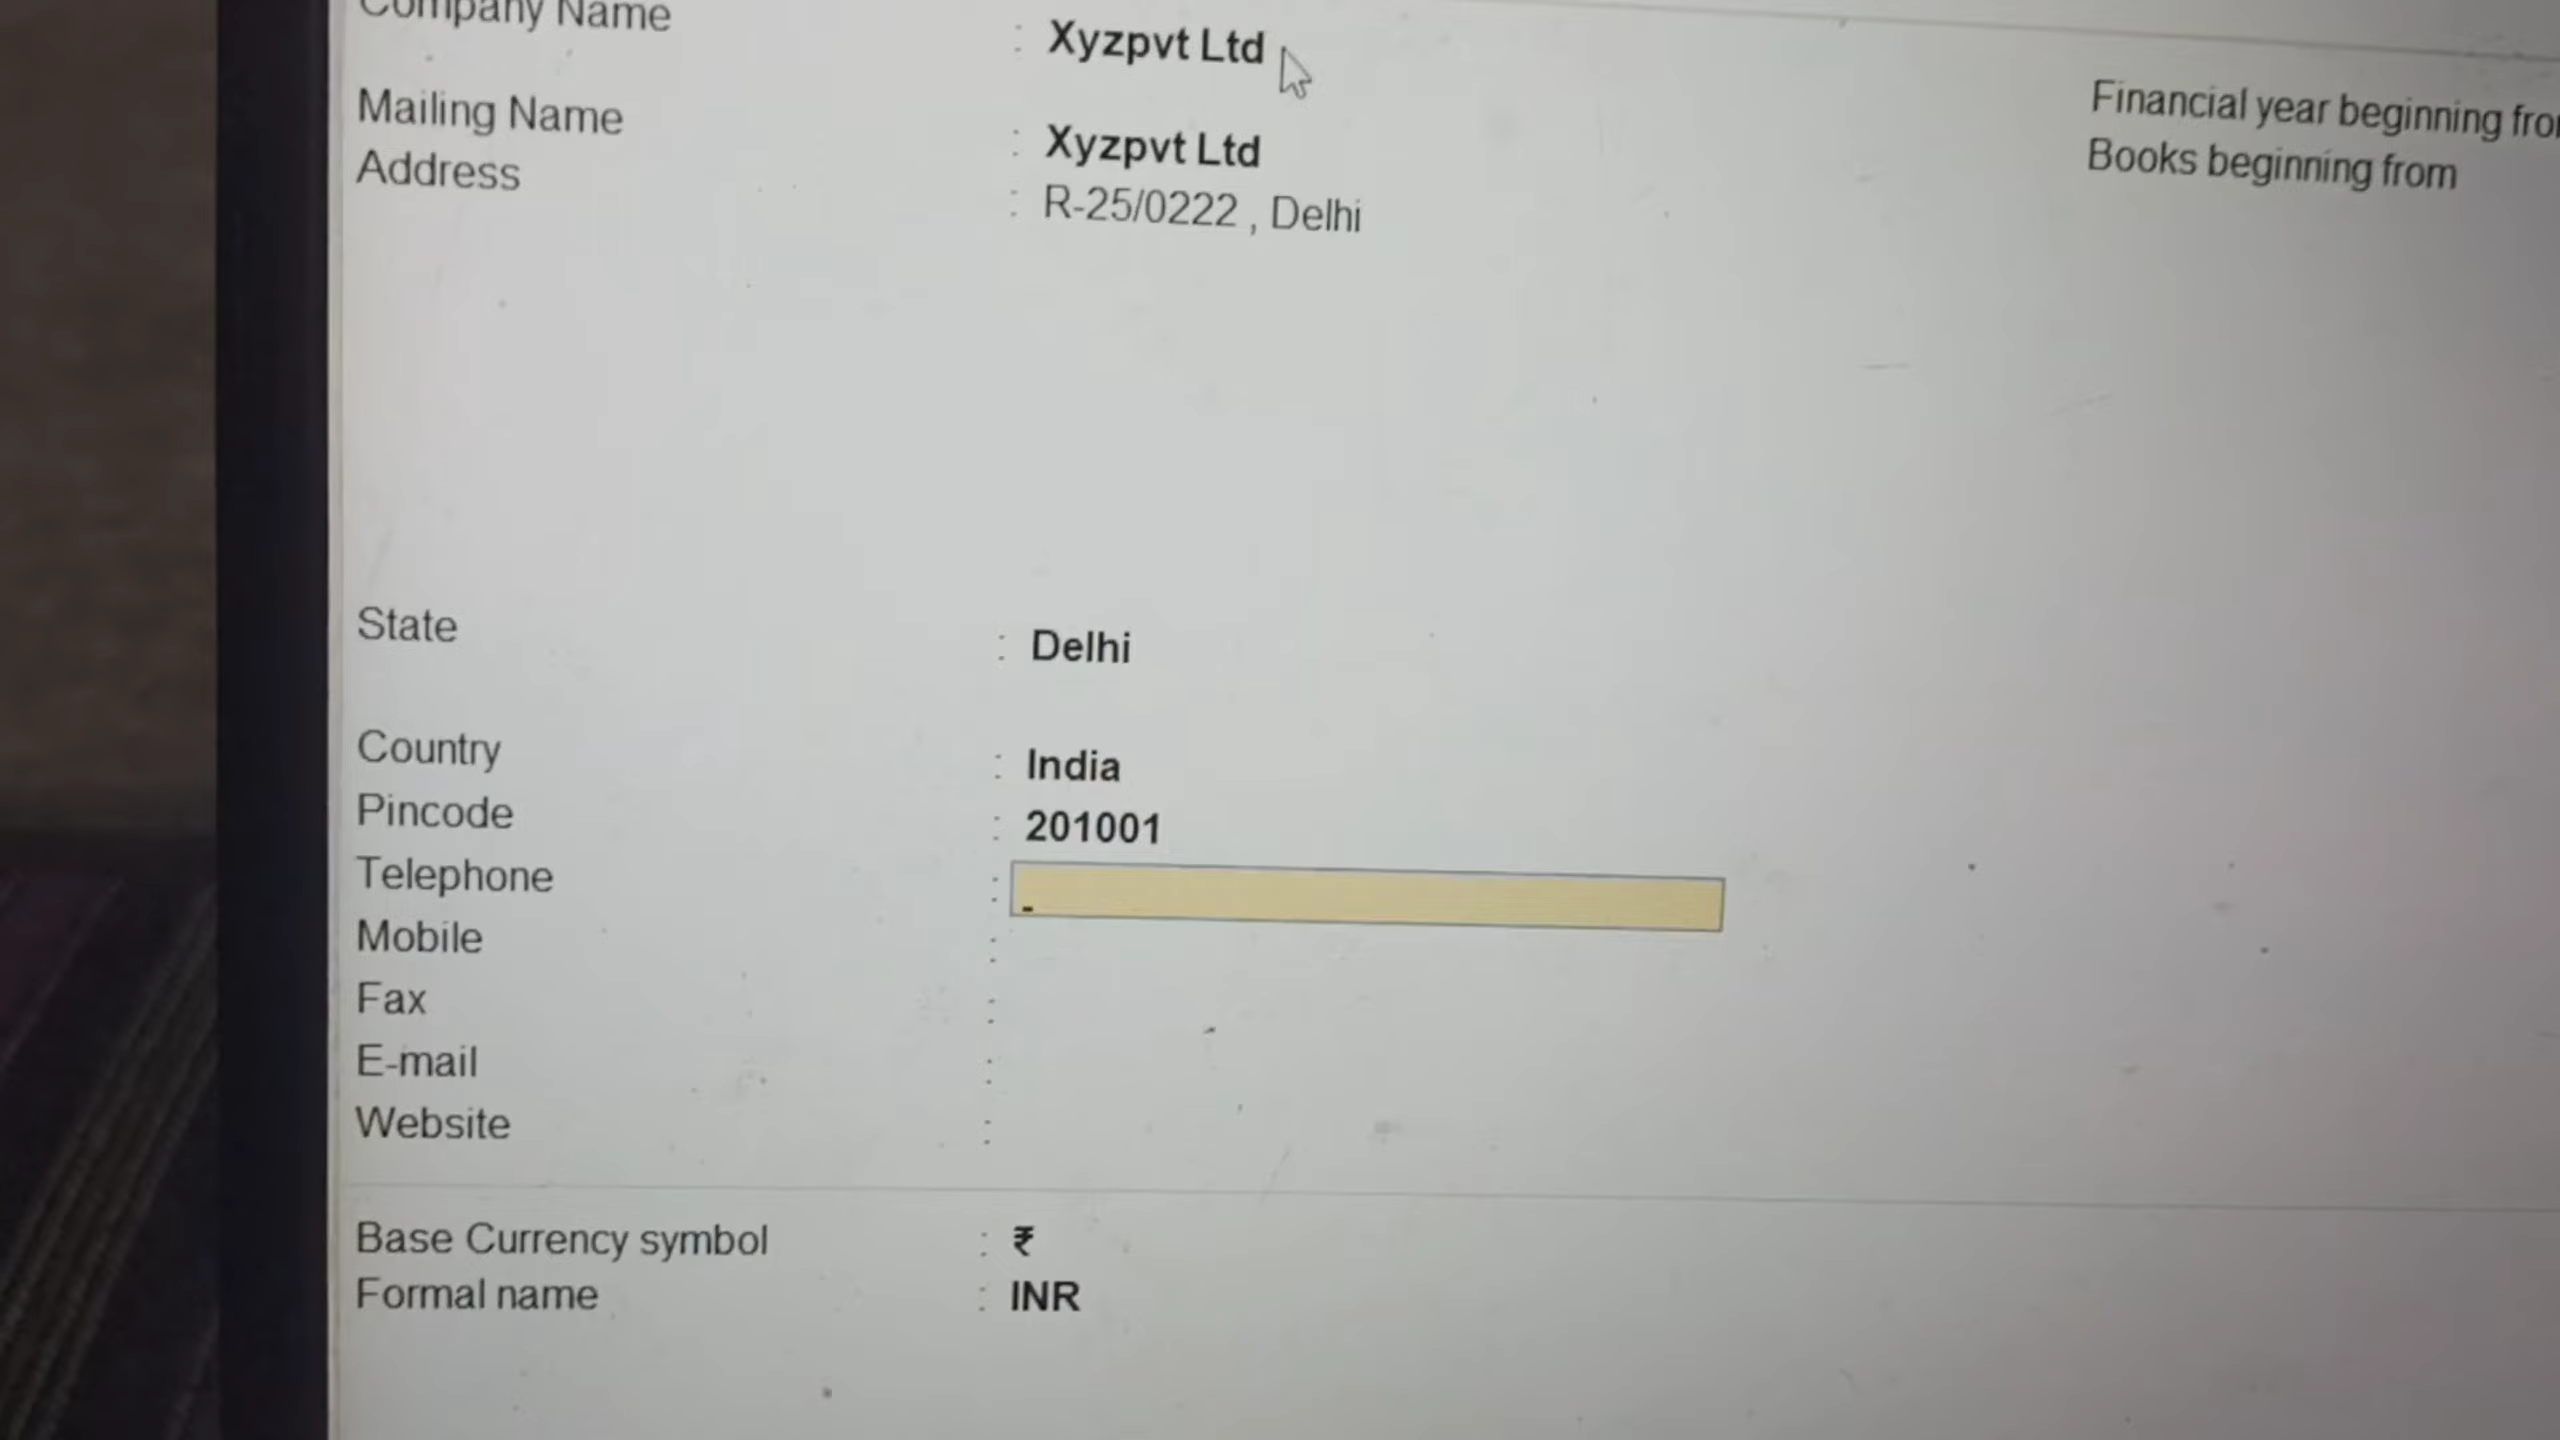 Company Name : Xyzpvt Ltd
Financial year beginning
Mailing Name : Xyzpvt Ltd
Books beginning from
Address : R-25/0222 , Delhi
State : Delhi
Country : India
Pincode : 201001
Telephone :
Mobile :
Fax :
E-mail :
Website :
Base Currency symbol : ₹
Formal name : INR